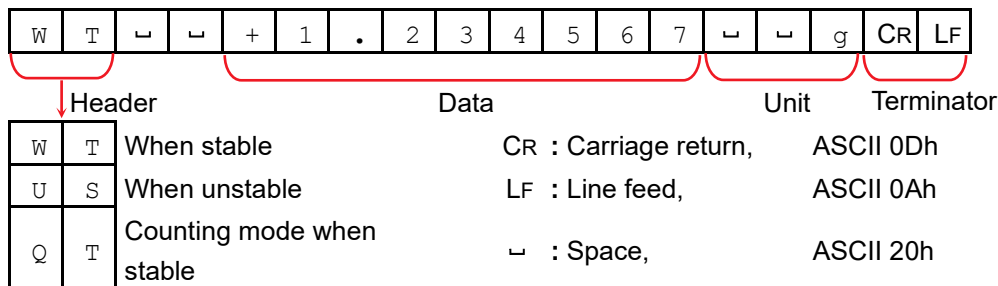 W T ␣ ␣ + 1 . 2 3 4 5 6 7 ␣ ␣ g CR LF
Header Data Unit Terminator
W T When stable CR : Carriage return, ASCII 0Dh
U S When unstable LF : Line feed, ASCII 0Ah
Q T Counting mode when stable ␣ : Space, ASCII 20h